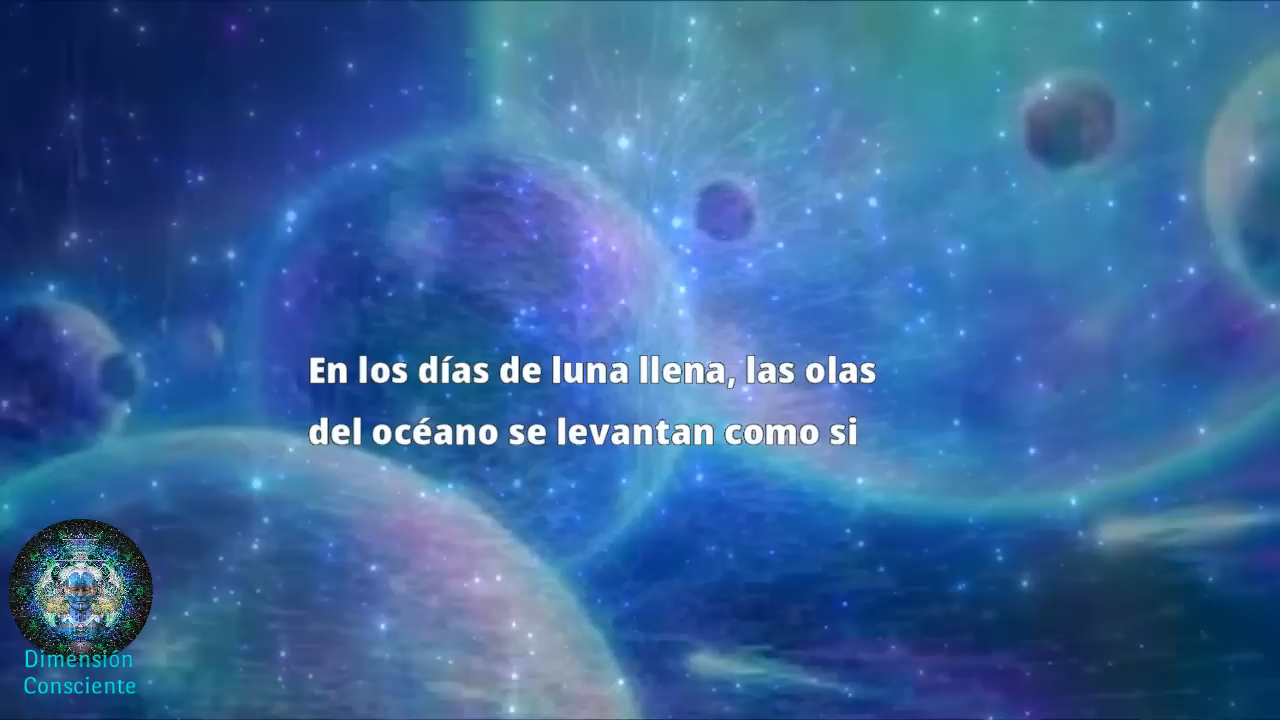 En los días de luna llena, las olas
del océano se levantan como si
Dimensión
Consciente